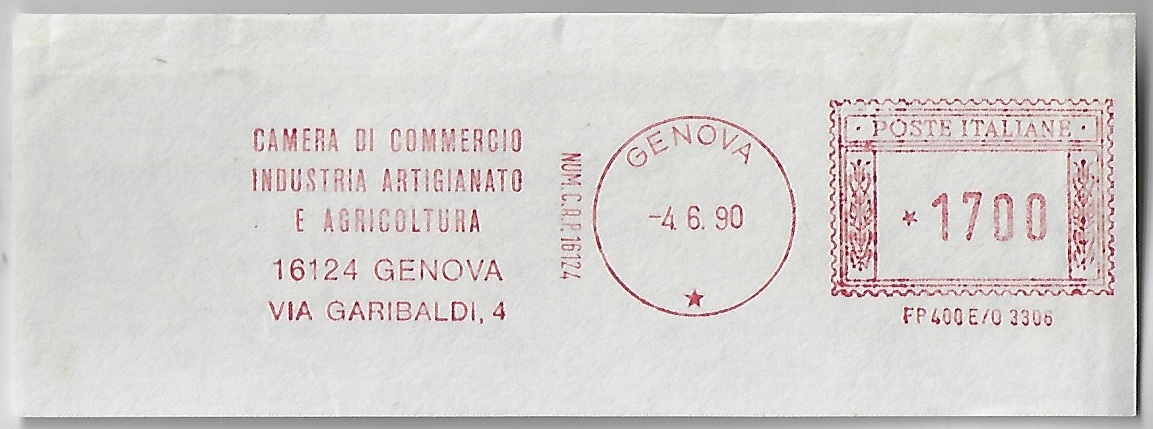 CAMERA DI COMMERCIO
INDUSTRIA ARTIGIANATO
E AGRICOLTURA
16124 GENOVA
VIA GARIBALDI, 4
NUM. C.R.P. 16124
GENOVA
-4. 6. 90
· POSTE ITALIANE ·
* 1700
FP 400 E/O 3306